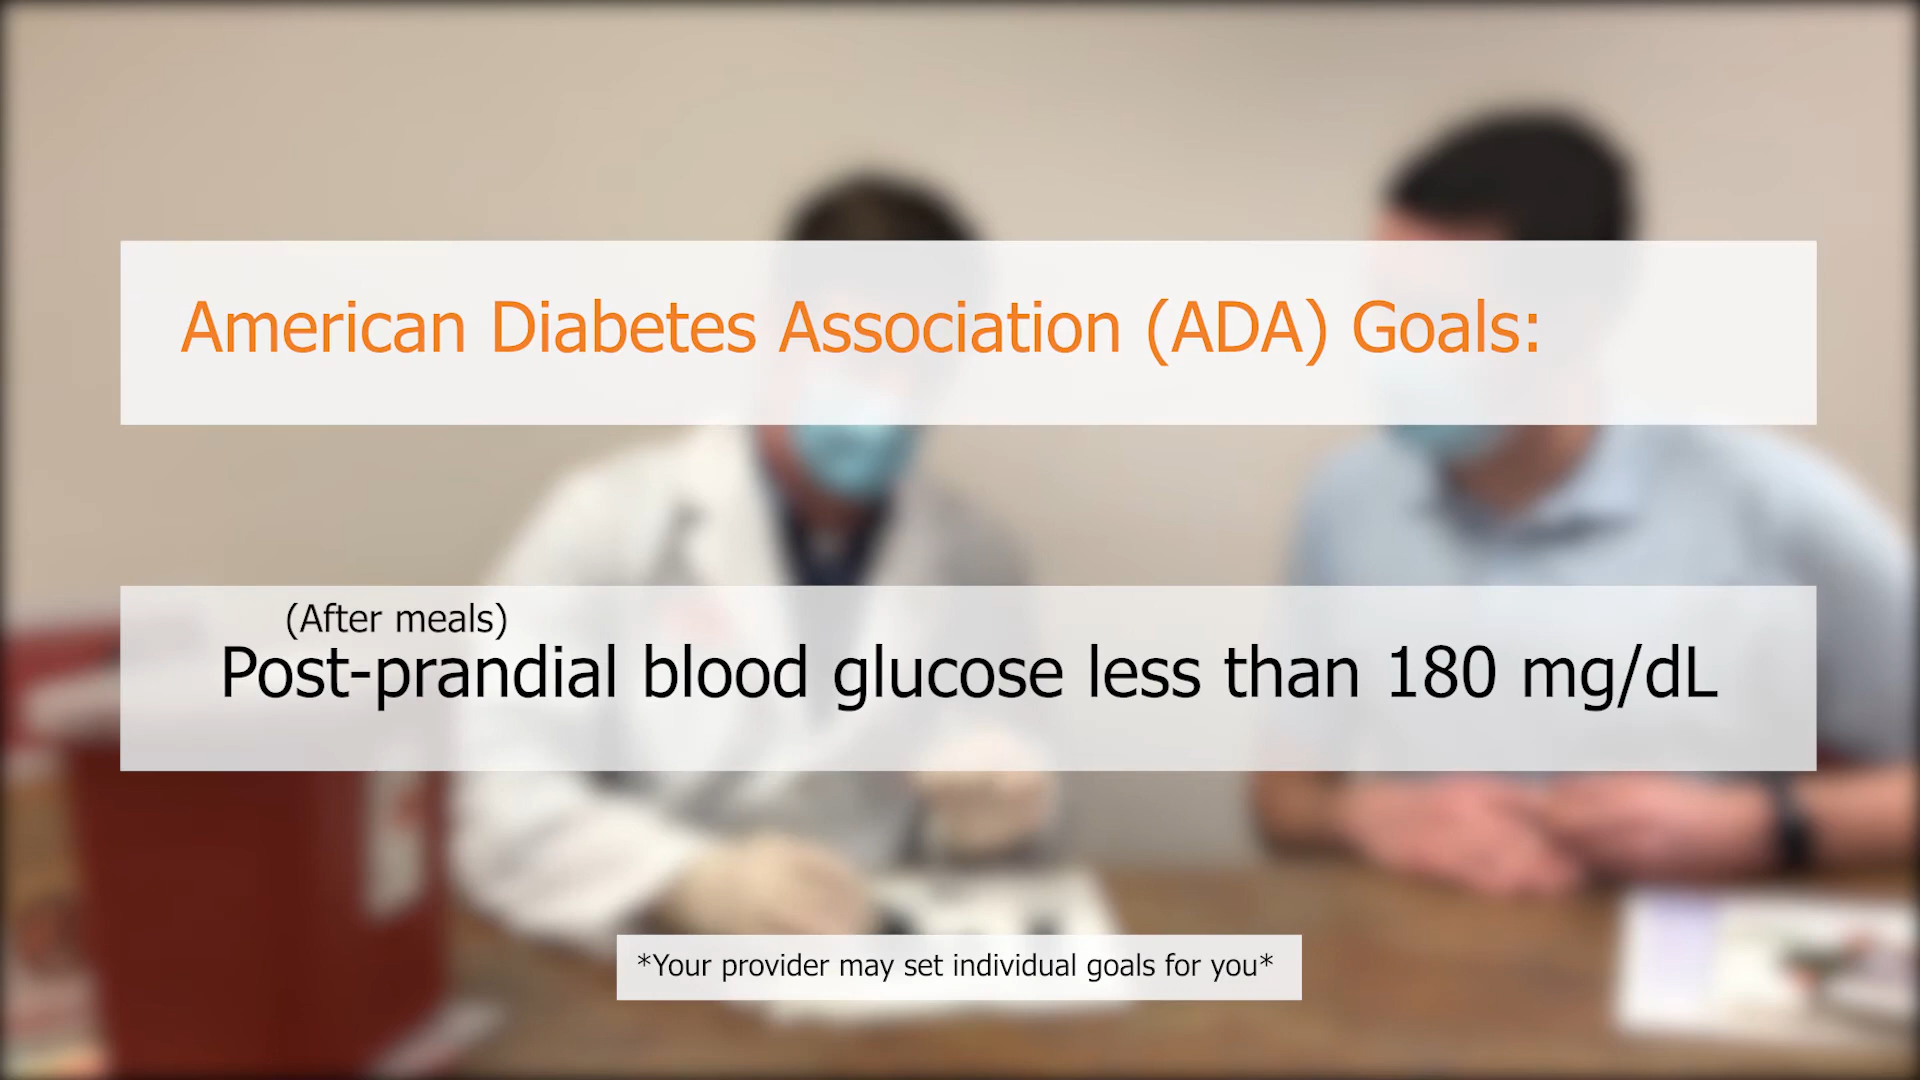 American Diabetes Association (ADA) Goals:
(After meals)
Post-prandial blood glucose less than 180 mg/dL
*Your provider may set individual goals for you*